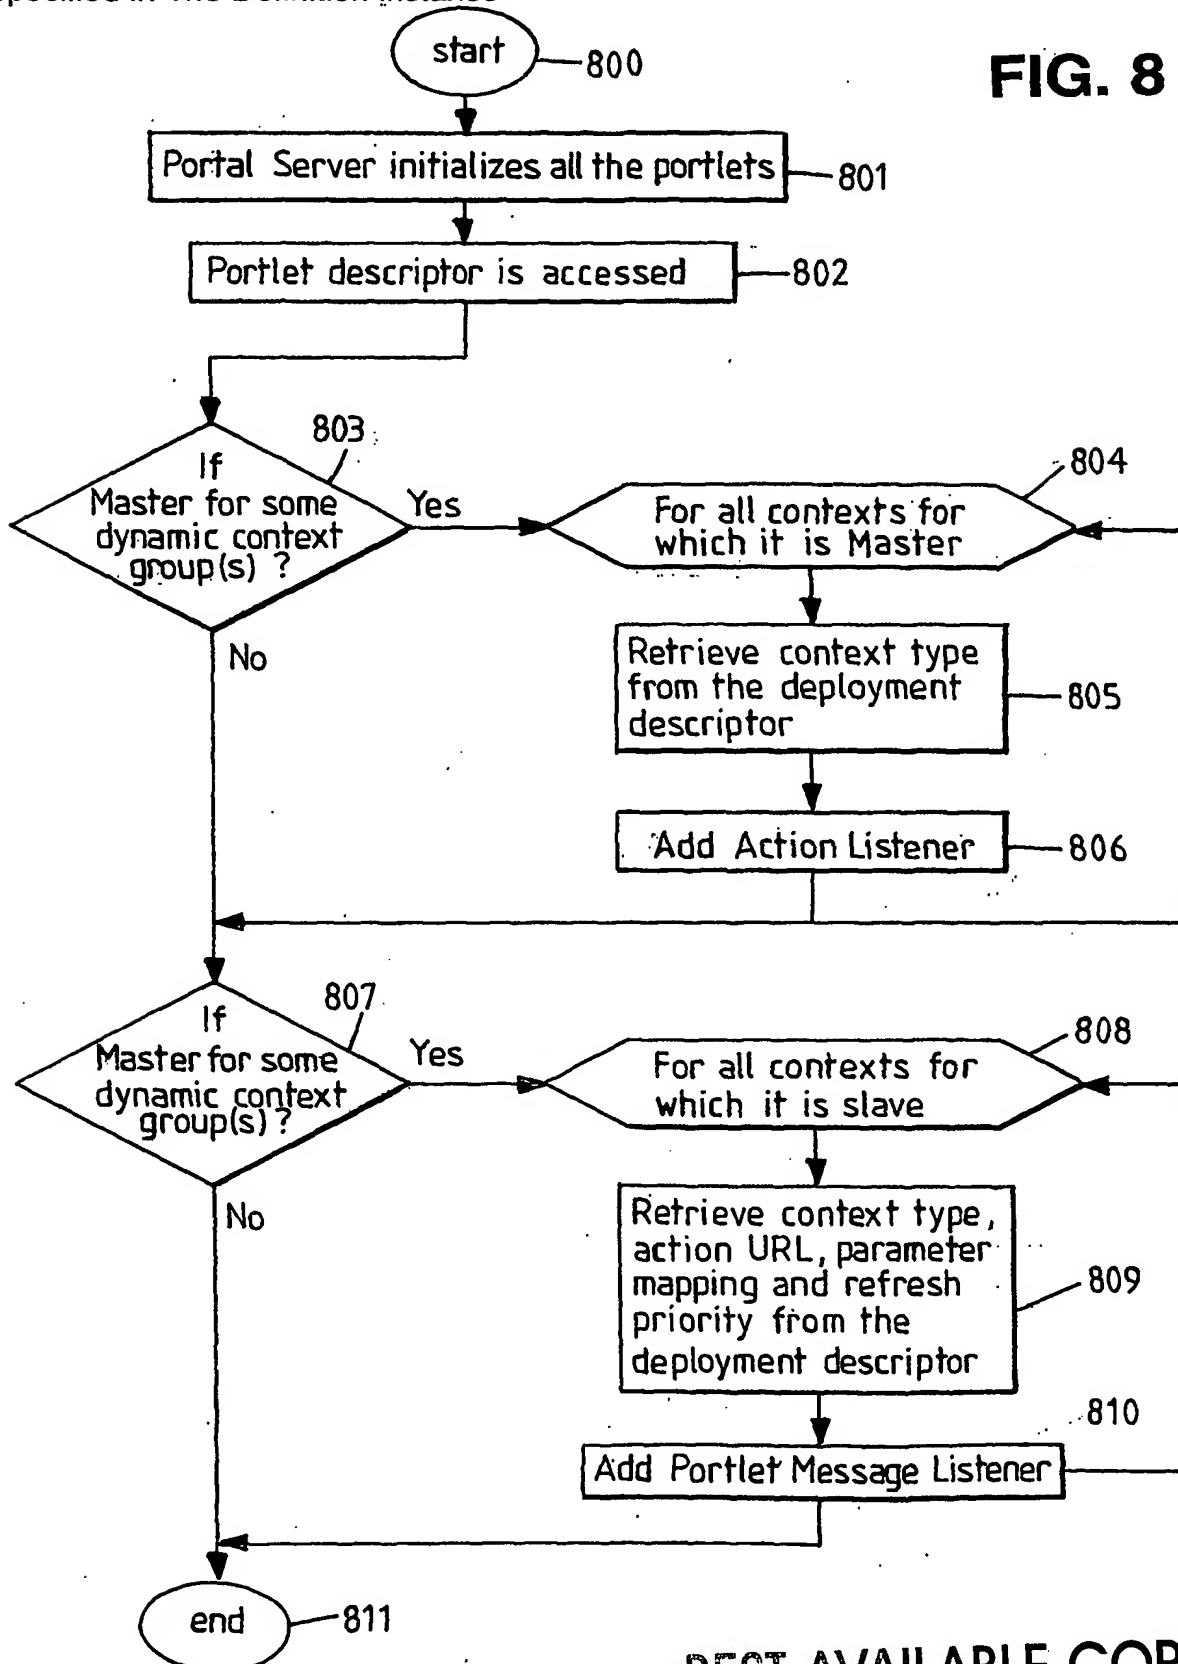 start
800
FIG. 8
Portal Server initializes all the portlets
801
Portlet descriptor is accessed
802
803
If
Master for some
dynamic context
group(s) ?
Yes
No
804
For all contexts for
which it is Master
Retrieve context type
from the deployment
descriptor
805
Add Action Listener
806
807
If
Master for some
dynamic context
group(s) ?
Yes
No
808
For all contexts for
which it is slave
Retrieve context type,
action URL, parameter
mapping and refresh
priority from the
deployment descriptor
809
810
Add Portlet Message Listener
end
811
AVAILABLE